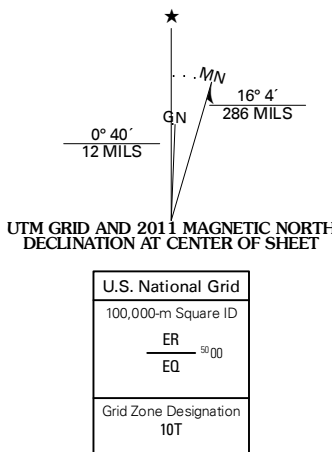 ★
MN
GN
16° 4´
286 MILS
0° 40´
12 MILS
UTM GRID AND 2011 MAGNETIC NORTH
DECLINATION AT CENTER OF SHEET
U.S. National Grid
100,000-m Square ID
ER
5000
EQ
Grid Zone Designation
10T